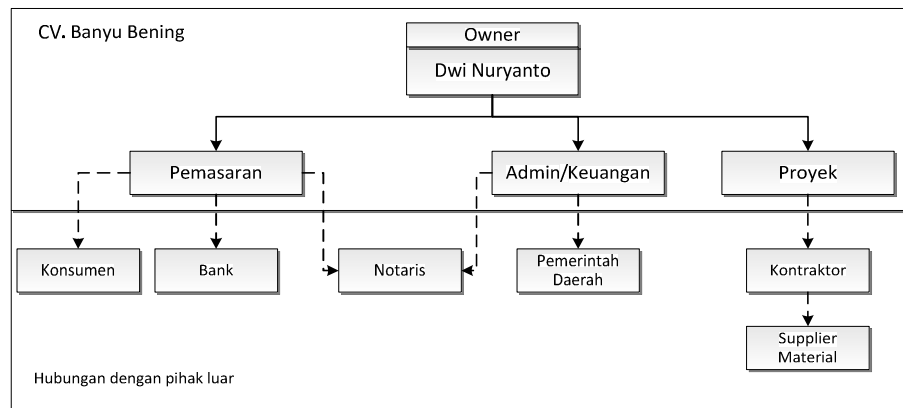 CV. Banyu Bening
Owner
Dwi Nuryanto
Pemasaran
Admin/Keuangan
Proyek
Konsumen
Bank
Notaris
Pemerintah
Daerah
Kontraktor
Supplier
Material
Hubungan dengan pihak luar